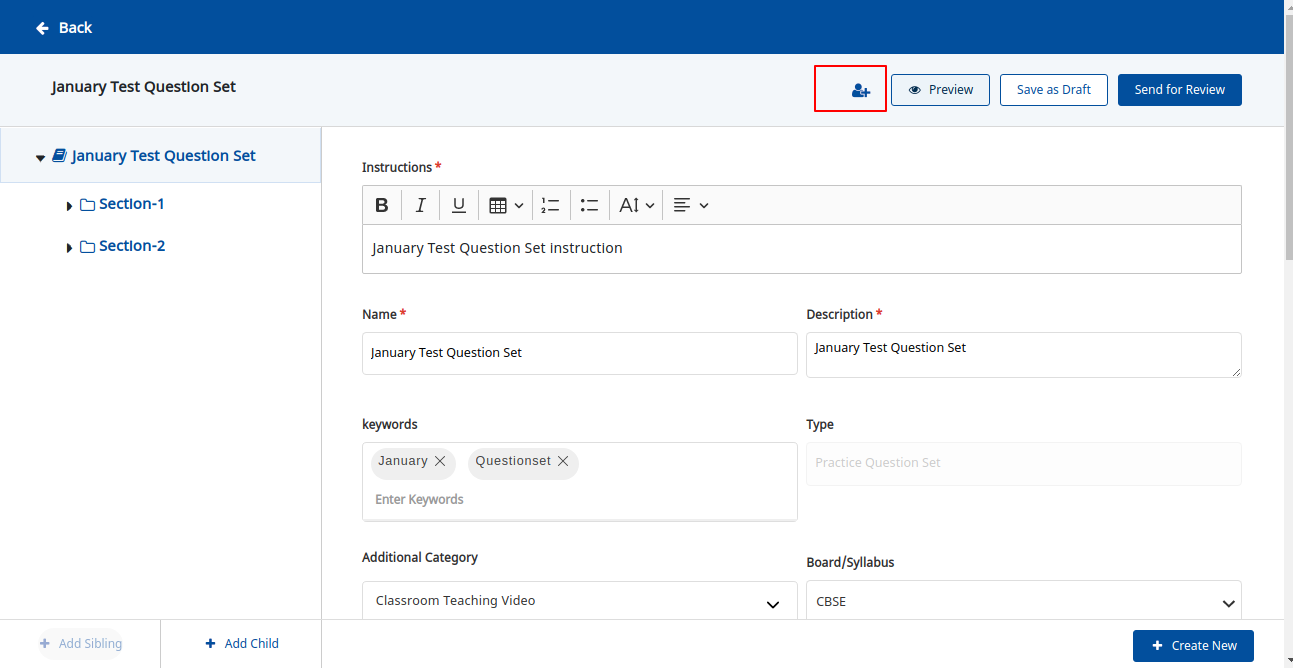 Back
January Test Question Set
Preview
Save as Draft
Send for Review
January Test Question Set
Section-1
Section-2
Instructions *
B I U
January Test Question Set instruction
Name *
Description *
January Test Question Set
January Test Question Set
keywords
Type
January
Questionset
Enter Keywords
Practice Question Set
Additional Category
Board/Syllabus
Classroom Teaching Video
CBSE
+ Add Sibling
+ Add Child
+ Create New